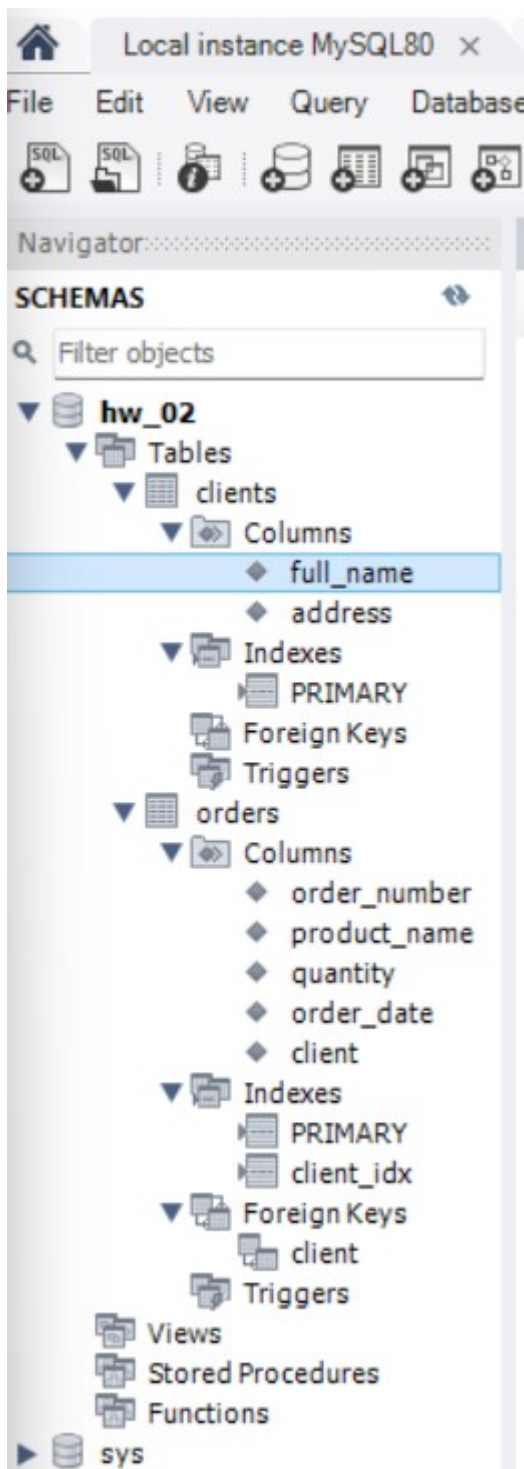 Local instance MySQL80 ×
File Edit View Query Database
SQL SQL
Navigator
SCHEMAS
Filter objects
hw_02
Tables
clients
Columns
full_name
address
Indexes
PRIMARY
Foreign Keys
Triggers
orders
Columns
order_number
product_name
quantity
order_date
client
Indexes
PRIMARY
client_idx
Foreign Keys
client
Triggers
Views
Stored Procedures
Functions
sys